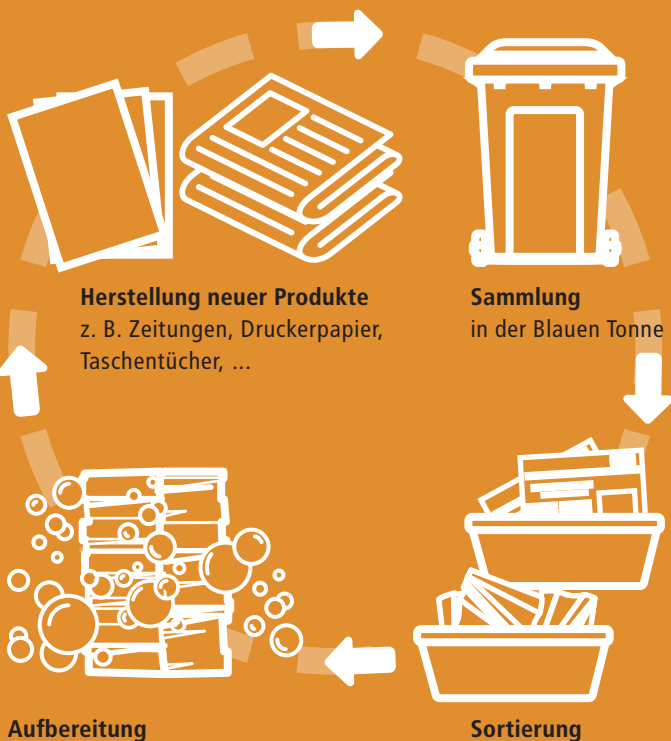 Herstellung neuer Produkte
z. B. Zeitungen, Druckerpapier,
Taschentücher, ...
Sammlung
in der Blauen Tonne
Aufbereitung
Sortierung